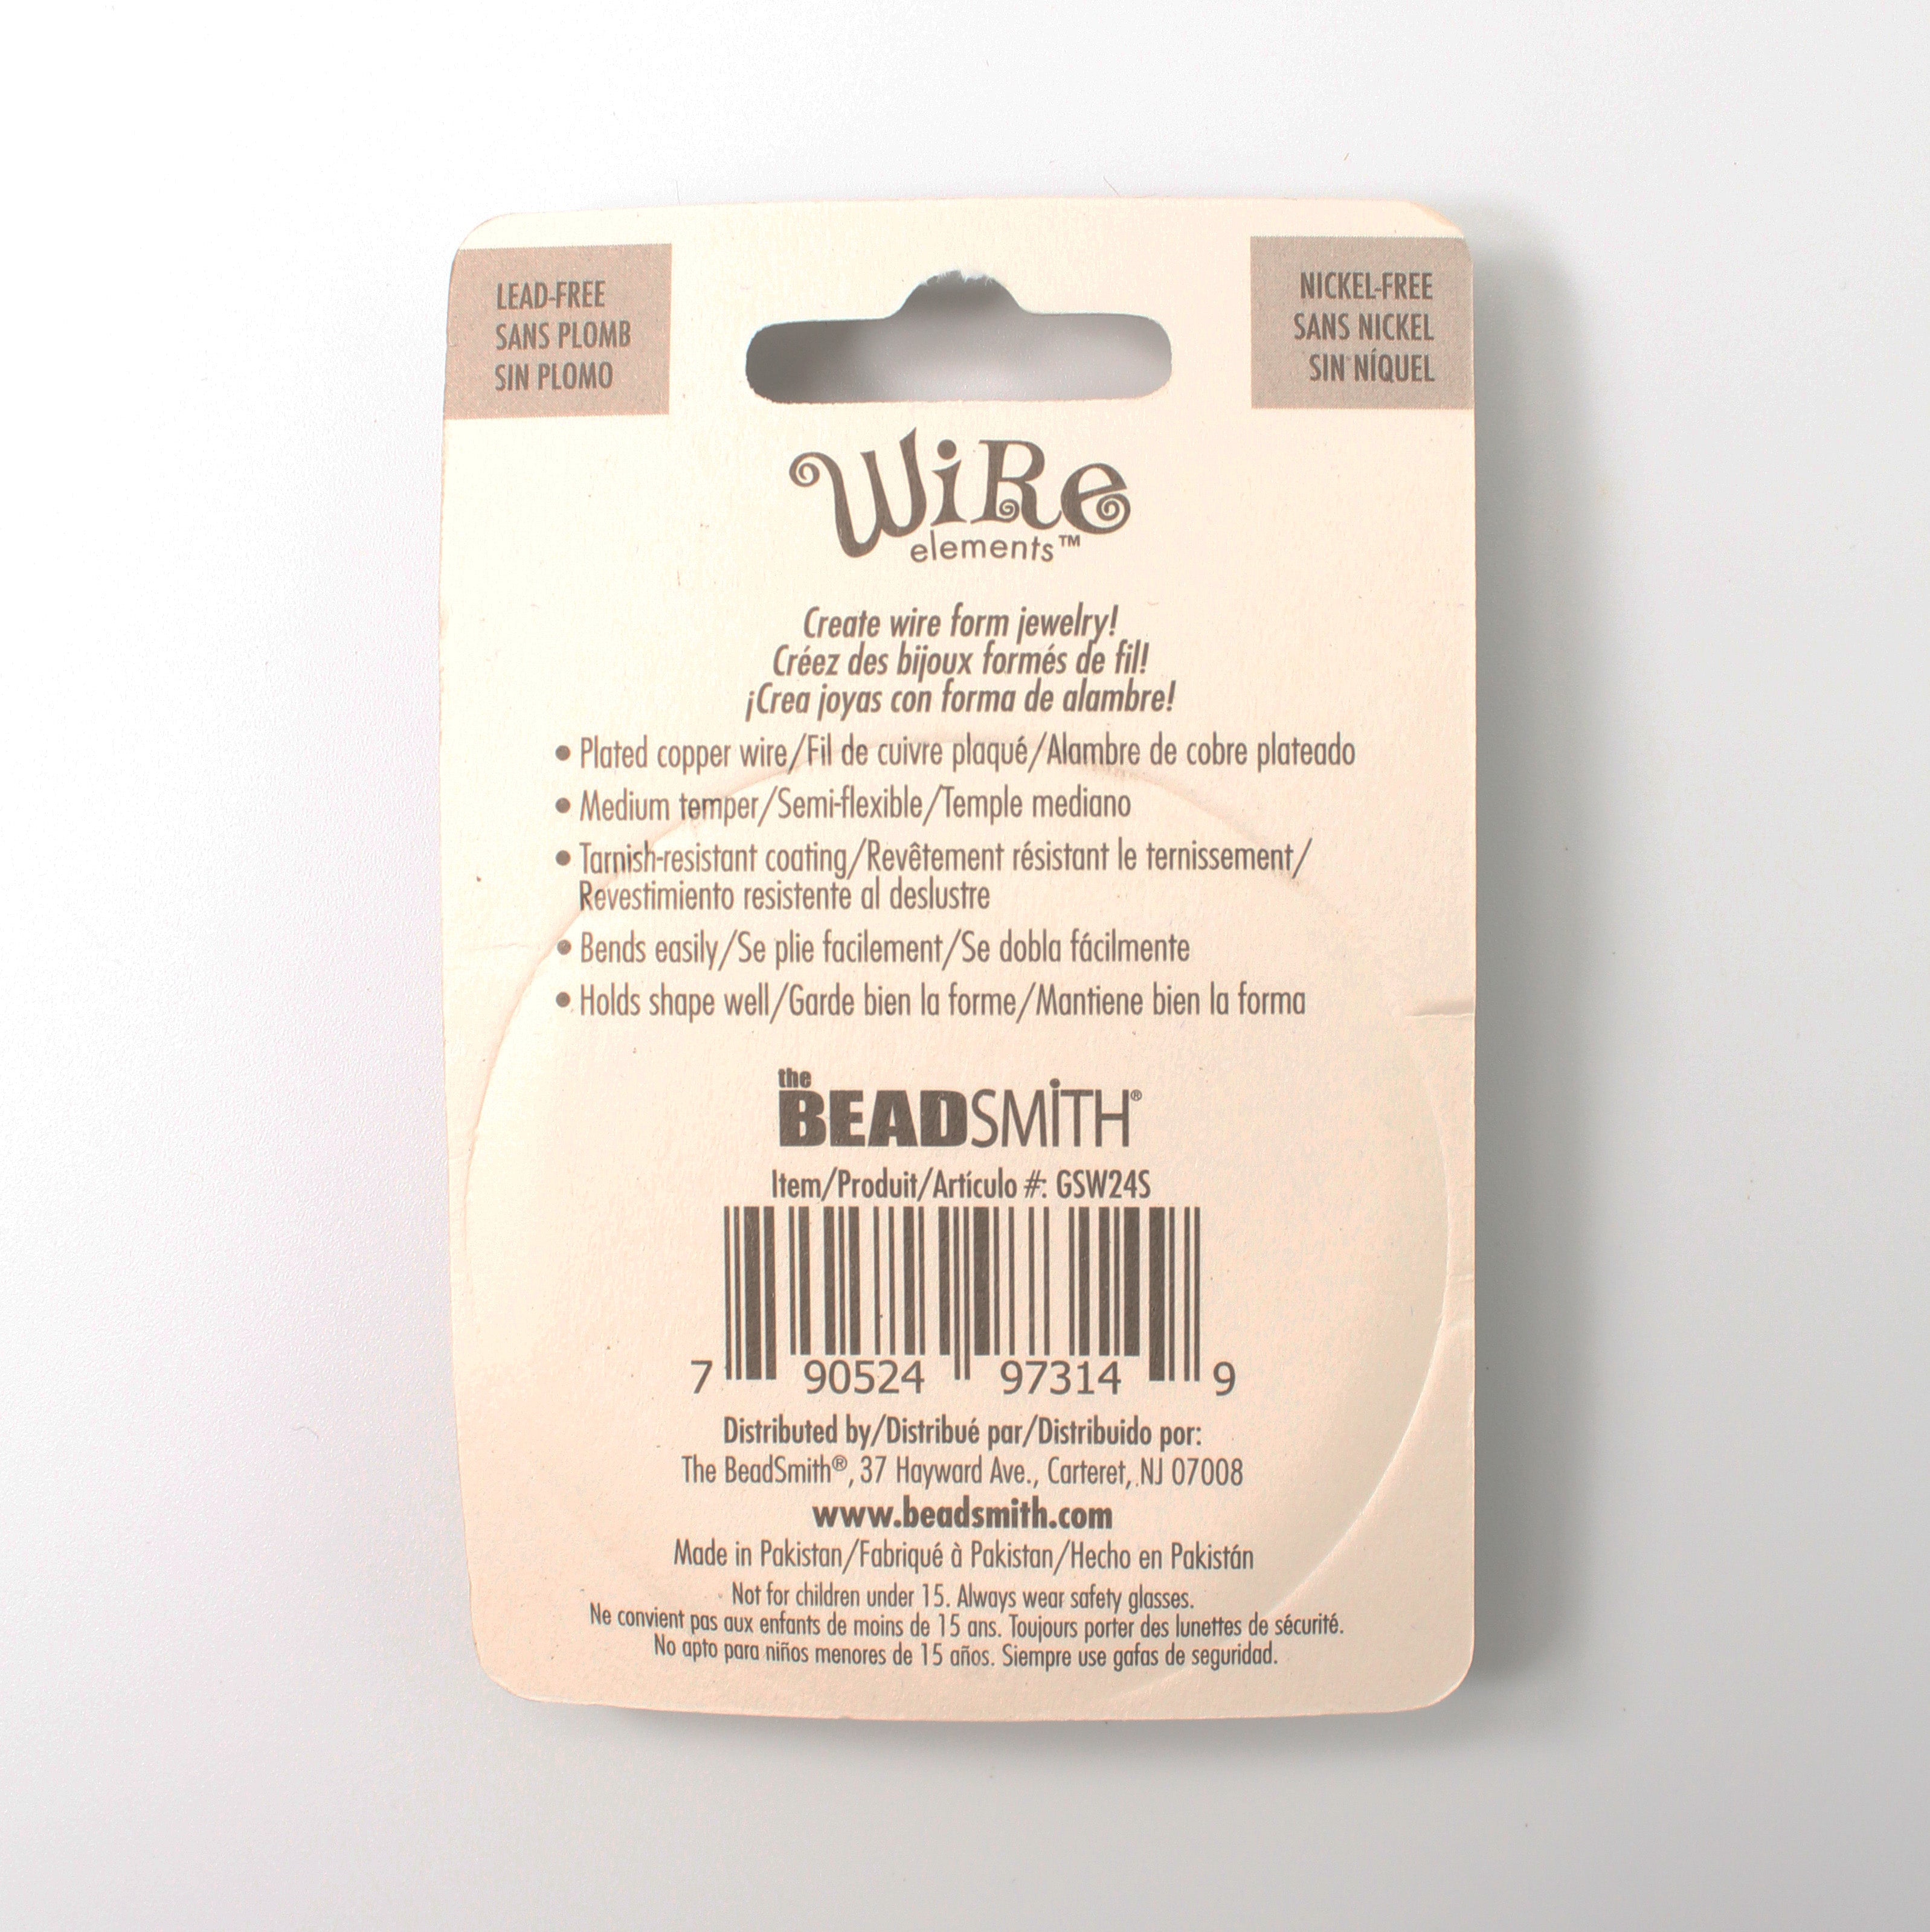 LEAD-FREE
SANS PLOMB
SIN PLOMO
NICKEL-FREE
SANS NICKEL
SIN NÍQUEL
WiRe
elements™
Create wire form jewelry!
Créez des bijoux formés de fil!
¡Crea joyas con forma de alambre!
• Plated copper wire/Fil de cuivre plaqué/Alambre de cobre plateado
• Medium temper/Semi-flexible/Temple mediano
• Tarnish-resistant coating/Revêtement résistant le ternissement/
Revestimiento resistente al deslustre
• Bends easily/Se plie facilement/Se dobla fácilmente
• Holds shape well/Garde bien la forme/Mantiene bien la forma
the
BEADSMiTH®
Item/Produit/Artículo #: GSW24S
7 90524 97314 9
Distributed by/Distribué par/Distribuido por:
The BeadSmith®, 37 Hayward Ave., Carteret, NJ 07008
www.beadsmith.com
Made in Pakistan/Fabriqué à Pakistan/Hecho en Pakistán
Not for children under 15. Always wear safety glasses.
Ne convient pas aux enfants de moins de 15 ans. Toujours porter des lunettes de sécurité.
No apto para niños menores de 15 años. Siempre use gafas de seguridad.